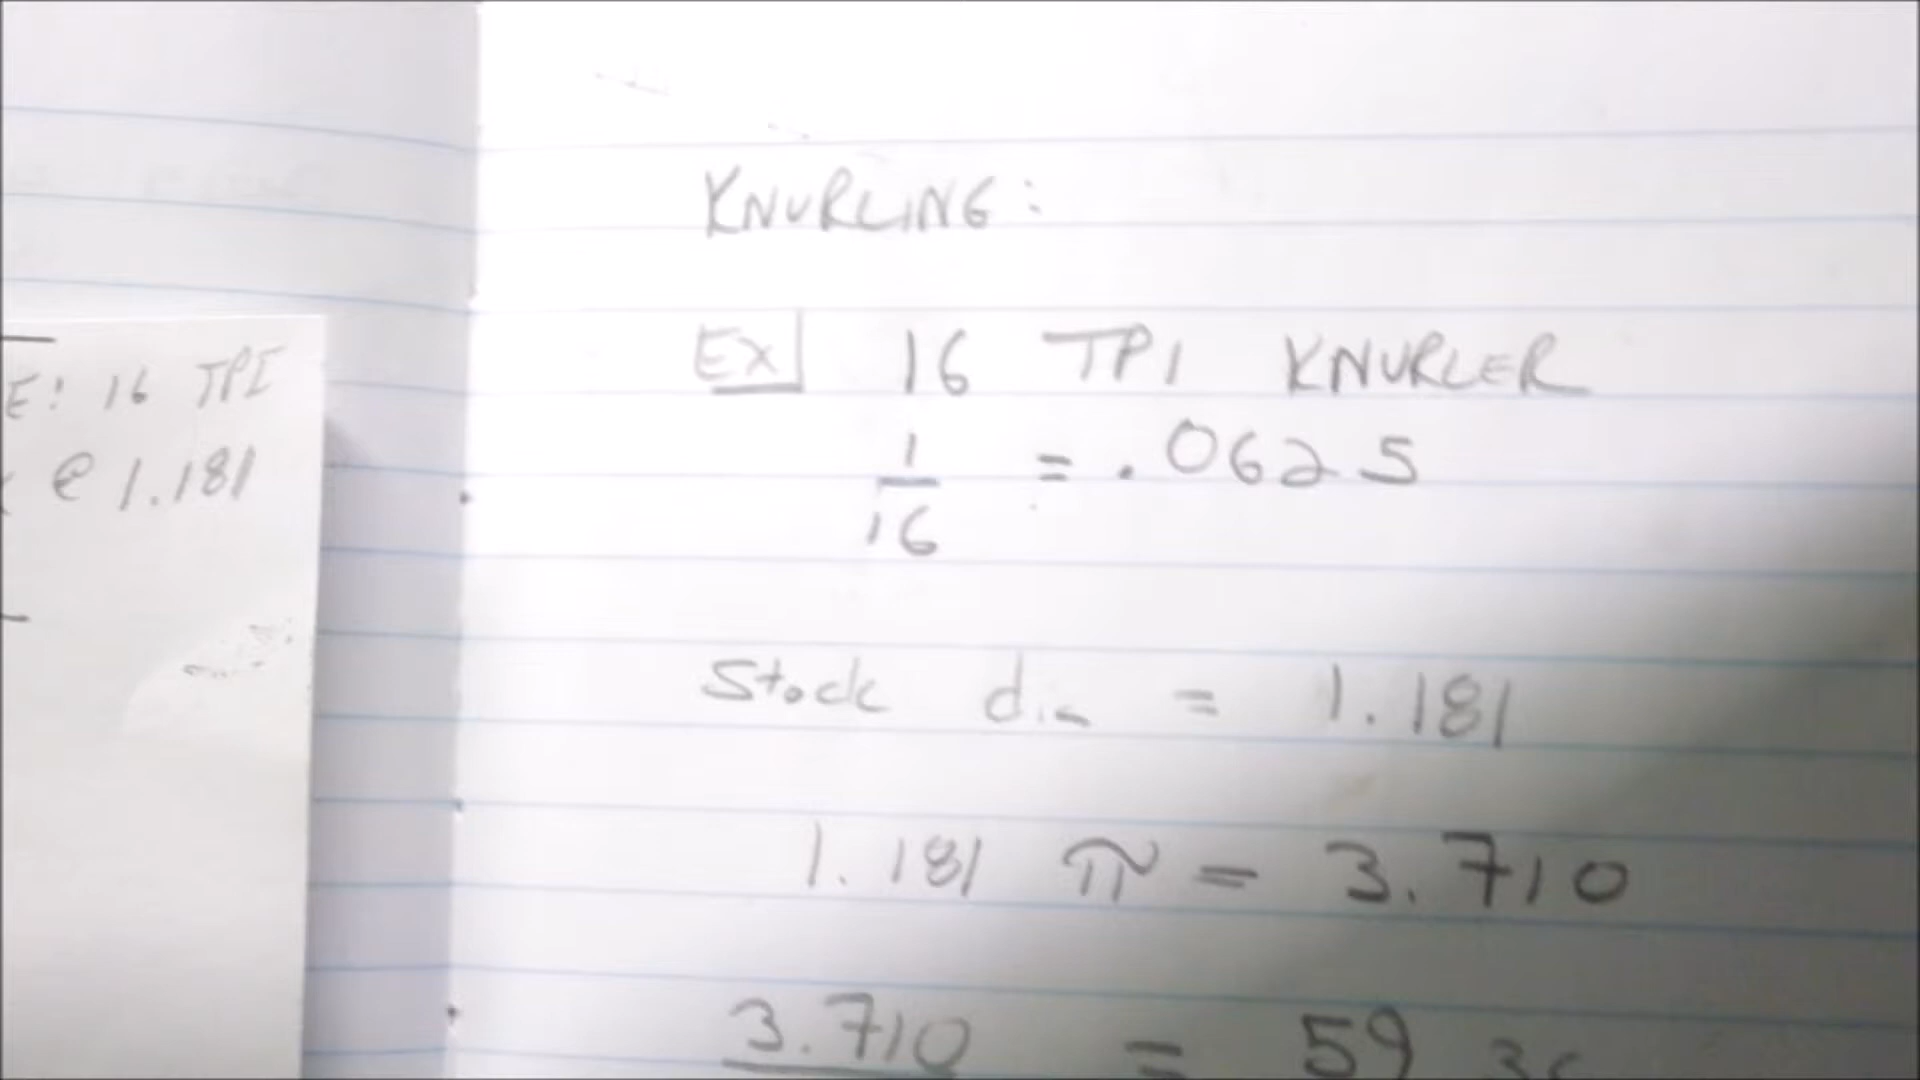 E: 16 TPI
@ 1.181
KNURLING:
Ex 16 TPI KNURLER
1/16 = .0625
Stock dia = 1.181
1.181 π = 3.710
3.710 = 59